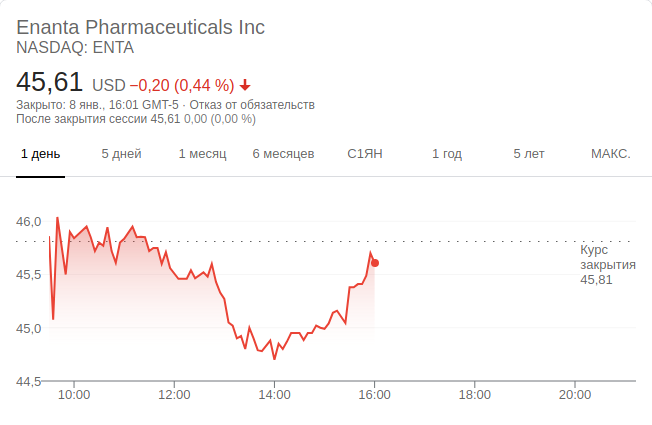 Enanta Pharmaceuticals Inc
NASDAQ: ENTA
45,61 USD −0,20 (0,44 %)
Закрыто: 8 янв., 16:01 GMT-5 · Отказ от обязательств
После закрытия сессии 45,61 0,00 (0,00 %)
1 день 5 дней 1 месяц 6 месяцев С1ЯН 1 год 5 лет МАКС.
46,0
45,5
45,0
44,5
Курс
закрытия
45,81
10:00 12:00 14:00 16:00 18:00 20:00